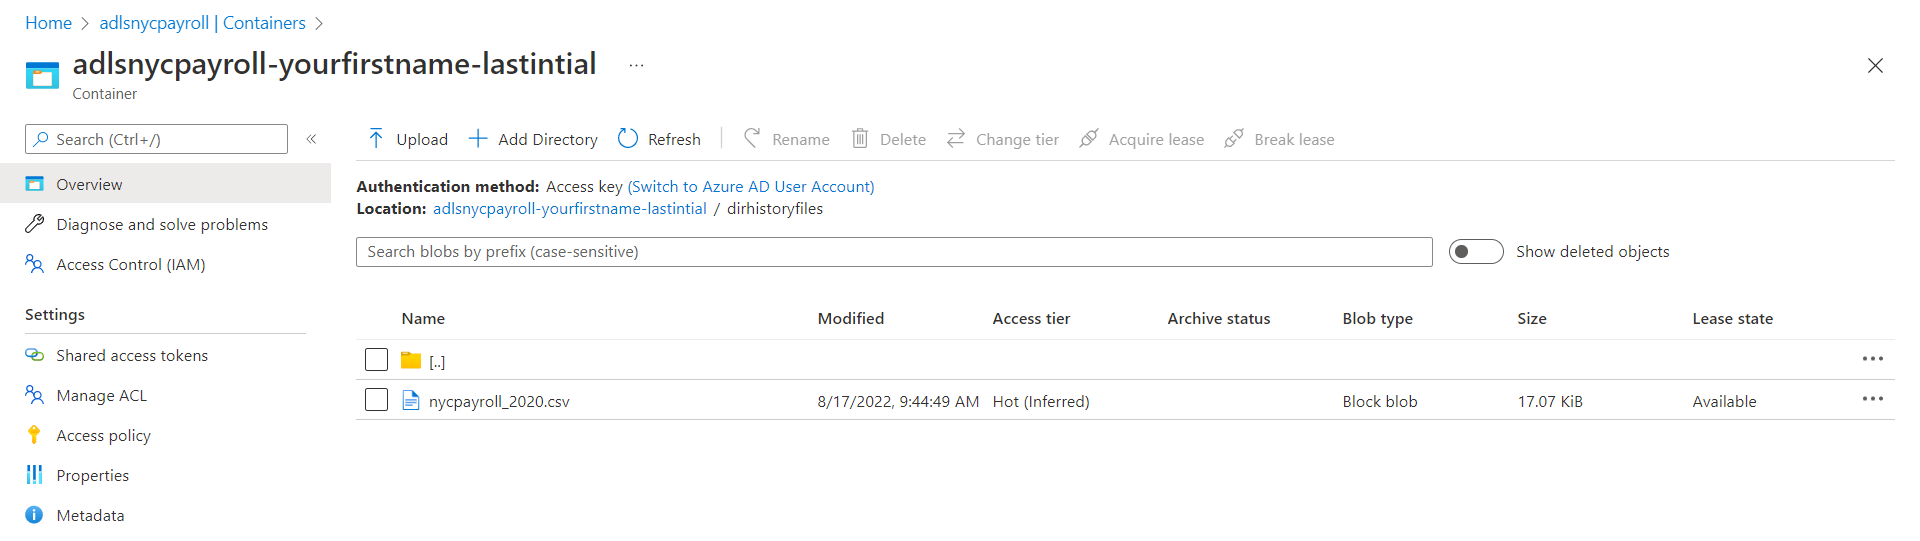 Home > adlsnycpayroll | Containers >
adlsnycpayroll-yourfirstname-lastintial ...
Container
Search (Ctrl+/) «
Overview
Diagnose and solve problems
Access Control (IAM)
Settings
Shared access tokens
Manage ACL
Access policy
Properties
Metadata
Upload Add Directory Refresh Rename Delete Change tier Acquire lease Break lease
Authentication method: Access key (Switch to Azure AD User Account)
Location: adlsnycpayroll-yourfirstname-lastintial / dirhistoryfiles
Search blobs by prefix (case-sensitive) Show deleted objects
Name Modified Access tier Archive status Blob type Size Lease state
[..] ...
nycpayroll_2020.csv 8/17/2022, 9:44:49 AM Hot (Inferred) Block blob 17.07 KiB Available ...